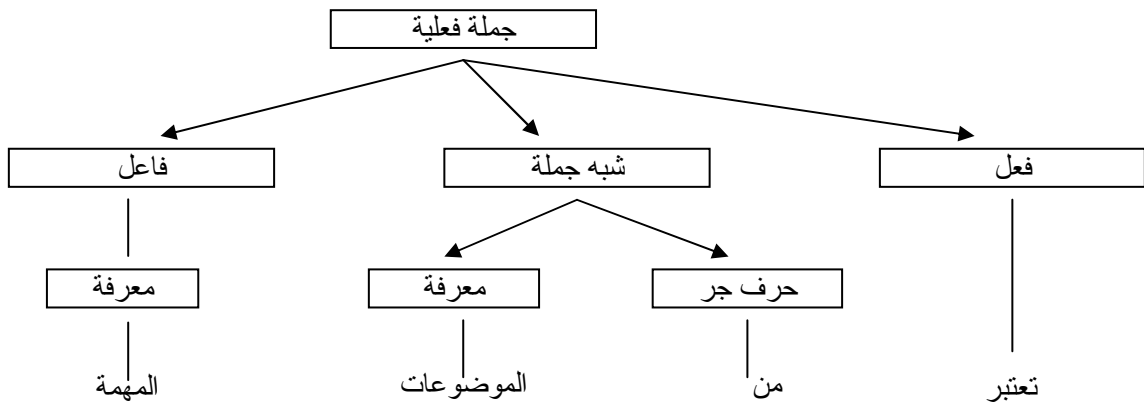 جملة فعلية
فعل شبه جملة فاعل
حرف جر معرفة معرفة
تعتبر من الموضوعات المهمة